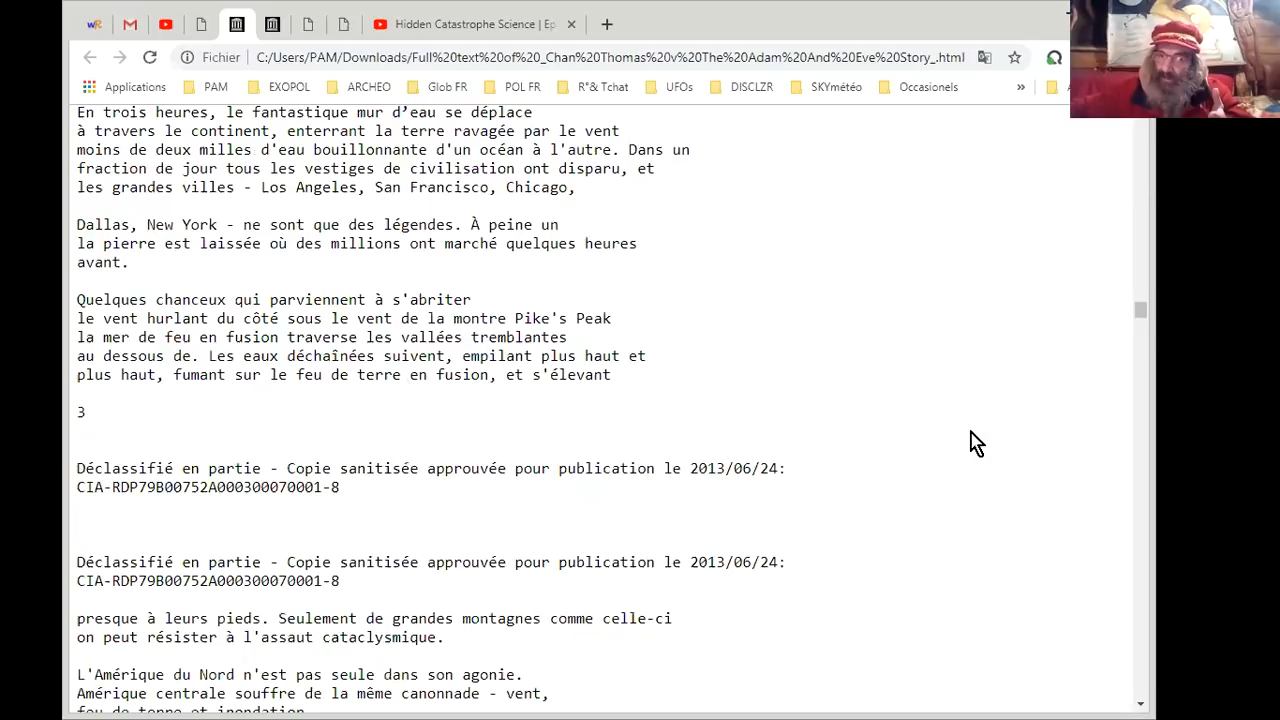 Hidden Catastrophe Science | Ep
Fichier
C:/Users/PAM/Downloads/Full%20text%20of%20_Chan%20Thomas%20v%20The%20Adam%20And%20Eve%20Story_.html
Applications
PAM
EXOPOL
ARCHEO
Glob FR
POL FR
R°& Tchat
UFOs
DISCLZR
SKYmétéo
Occasionels
»
En trois heures, le fantastique mur d’eau se déplace
à travers le continent, enterrant la terre ravagée par le vent
moins de deux milles d'eau bouillonnante d'un océan à l'autre. Dans un
fraction de jour tous les vestiges de civilisation ont disparu, et
les grandes villes - Los Angeles, San Francisco, Chicago,
Dallas, New York - ne sont que des légendes. À peine un
la pierre est laissée où des millions ont marché quelques heures
avant.
Quelques chanceux qui parviennent à s'abriter
le vent hurlant du côté sous le vent de la montre Pike's Peak
la mer de feu en fusion traverse les vallées tremblantes
au dessous de. Les eaux déchaînées suivent, empilant plus haut et
plus haut, fumant sur le feu de terre en fusion, et s'élevant
3
Déclassifié en partie - Copie sanitisée approuvée pour publication le 2013/06/24:
CIA-RDP79B00752A000300070001-8
Déclassifié en partie - Copie sanitisée approuvée pour publication le 2013/06/24:
CIA-RDP79B00752A000300070001-8
presque à leurs pieds. Seulement de grandes montagnes comme celle-ci
on peut résister à l'assaut cataclysmique.
L'Amérique du Nord n'est pas seule dans son agonie.
Amérique centrale souffre de la même canonnade - vent,
feu de terre et inondation